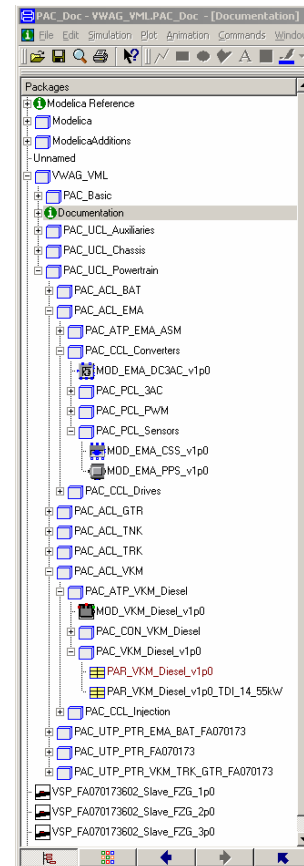 PAC_Doc - VWAG_VML.PAC_Doc - [Documentation]
File Edit Simulation Plot Animation Commands Window
Packages
Modelica Reference
Modelica
ModelicaAdditions
Unnamed
VWAG_VML
PAC_Basic
Documentation
PAC_UCL_Auxiliaries
PAC_UCL_Chassis
PAC_UCL_Powertrain
PAC_ACL_BAT
PAC_ACL_EMA
PAC_ATP_EMA_ASM
PAC_CCL_Converters
MOD_EMA_DC3AC_v1p0
PAC_PCL_3AC
PAC_PCL_PWM
PAC_PCL_Sensors
MOD_EMA_CSS_v1p0
MOD_EMA_PPS_v1p0
PAC_CCL_Drives
PAC_ACL_GTR
PAC_ACL_TNK
PAC_ACL_TRK
PAC_ACL_VKM
PAC_ATP_VKM_Diesel
MOD_VKM_Diesel_v1p0
PAC_CON_VKM_Diesel
PAC_VKM_Diesel_v1p0
PAR_VKM_Diesel_v1p0
PAR_VKM_Diesel_v1p0_TDI_14_55kW
PAC_CCL_Injection
PAC_UTP_PTR_EMA_BAT_FA070173
PAC_UTP_PTR_FA070173
PAC_UTP_PTR_VKM_TRK_GTR_FA070173
VSP_FA070173602_Slave_FZG_1p0
VSP_FA070173602_Slave_FZG_2p0
VSP_FA070173602_Slave_FZG_3p0